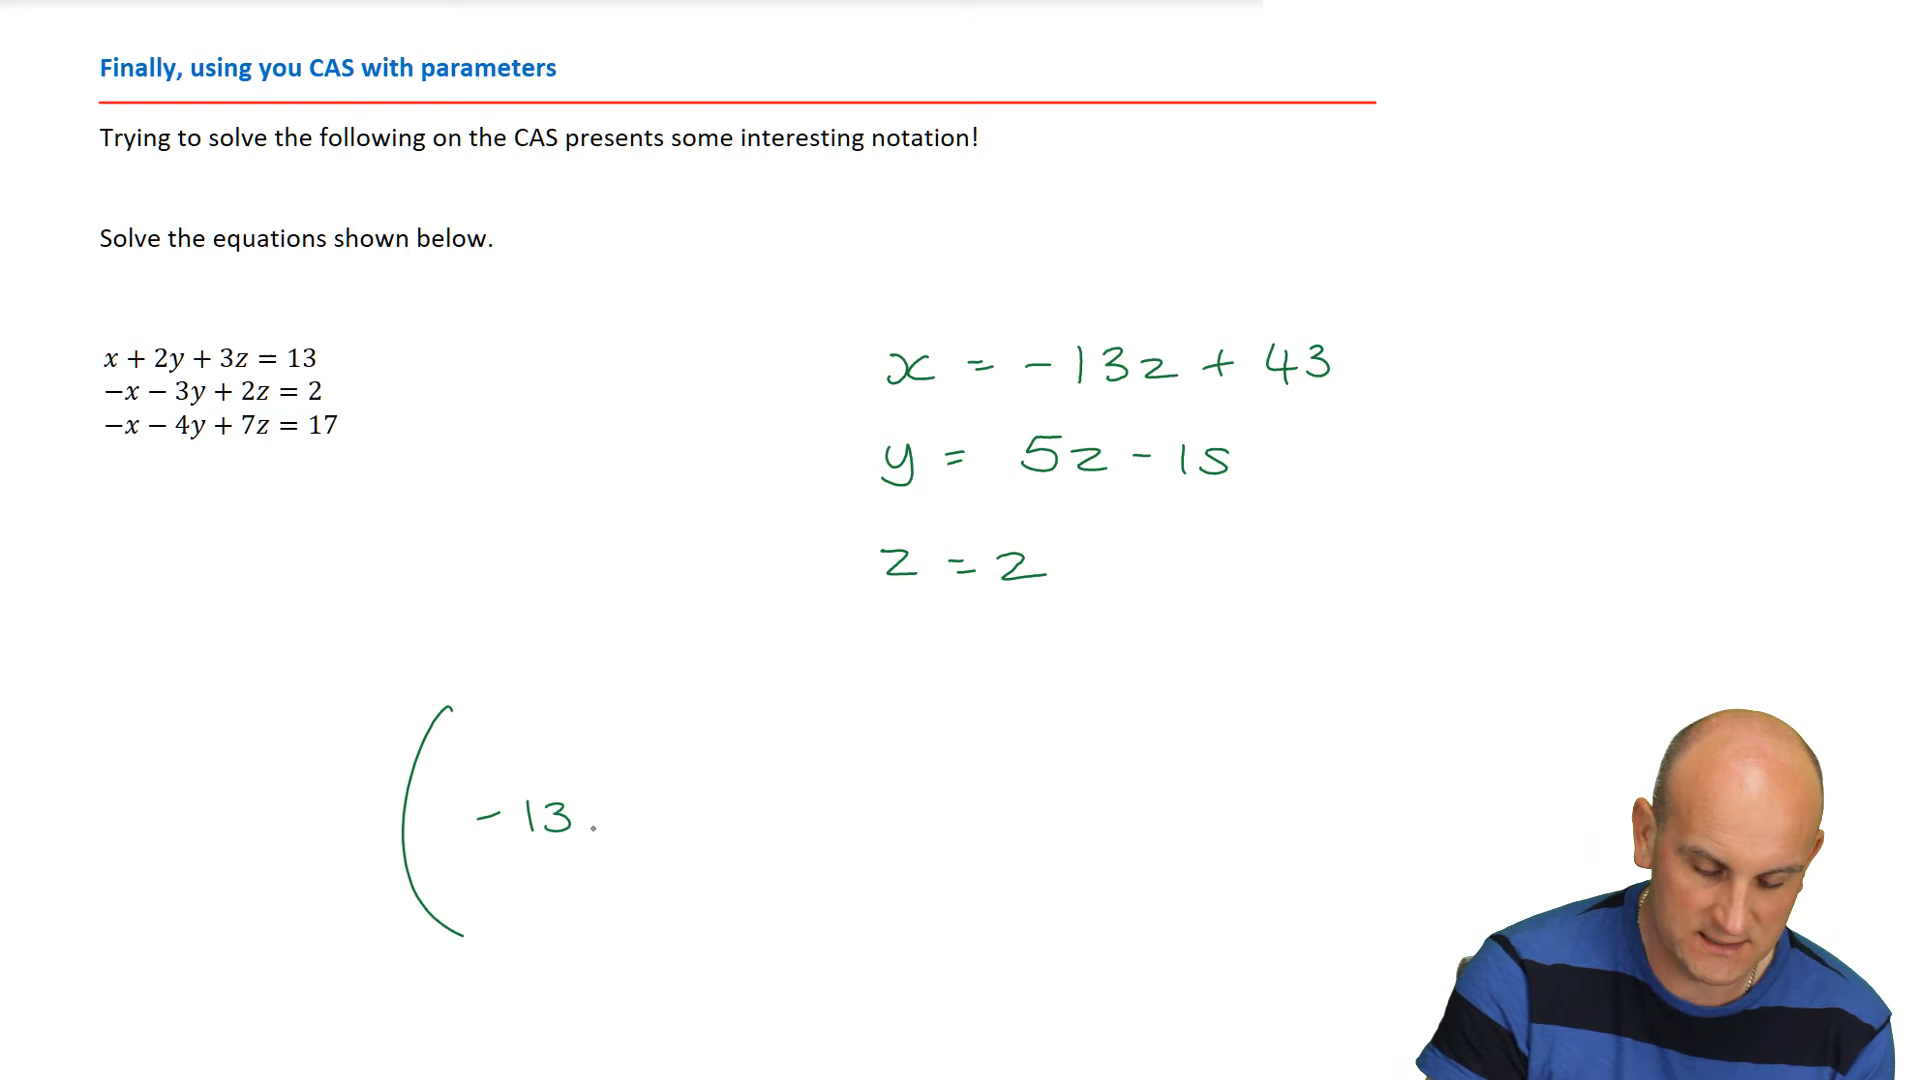 Finally, using you CAS with parameters
Trying to solve the following on the CAS presents some interesting notation!
Solve the equations shown below.
x + 2y + 3z = 13
−x − 3y + 2z = 2
−x − 4y + 7z = 17
x = -13z + 43
y = 5z - 15
z = z
( -13